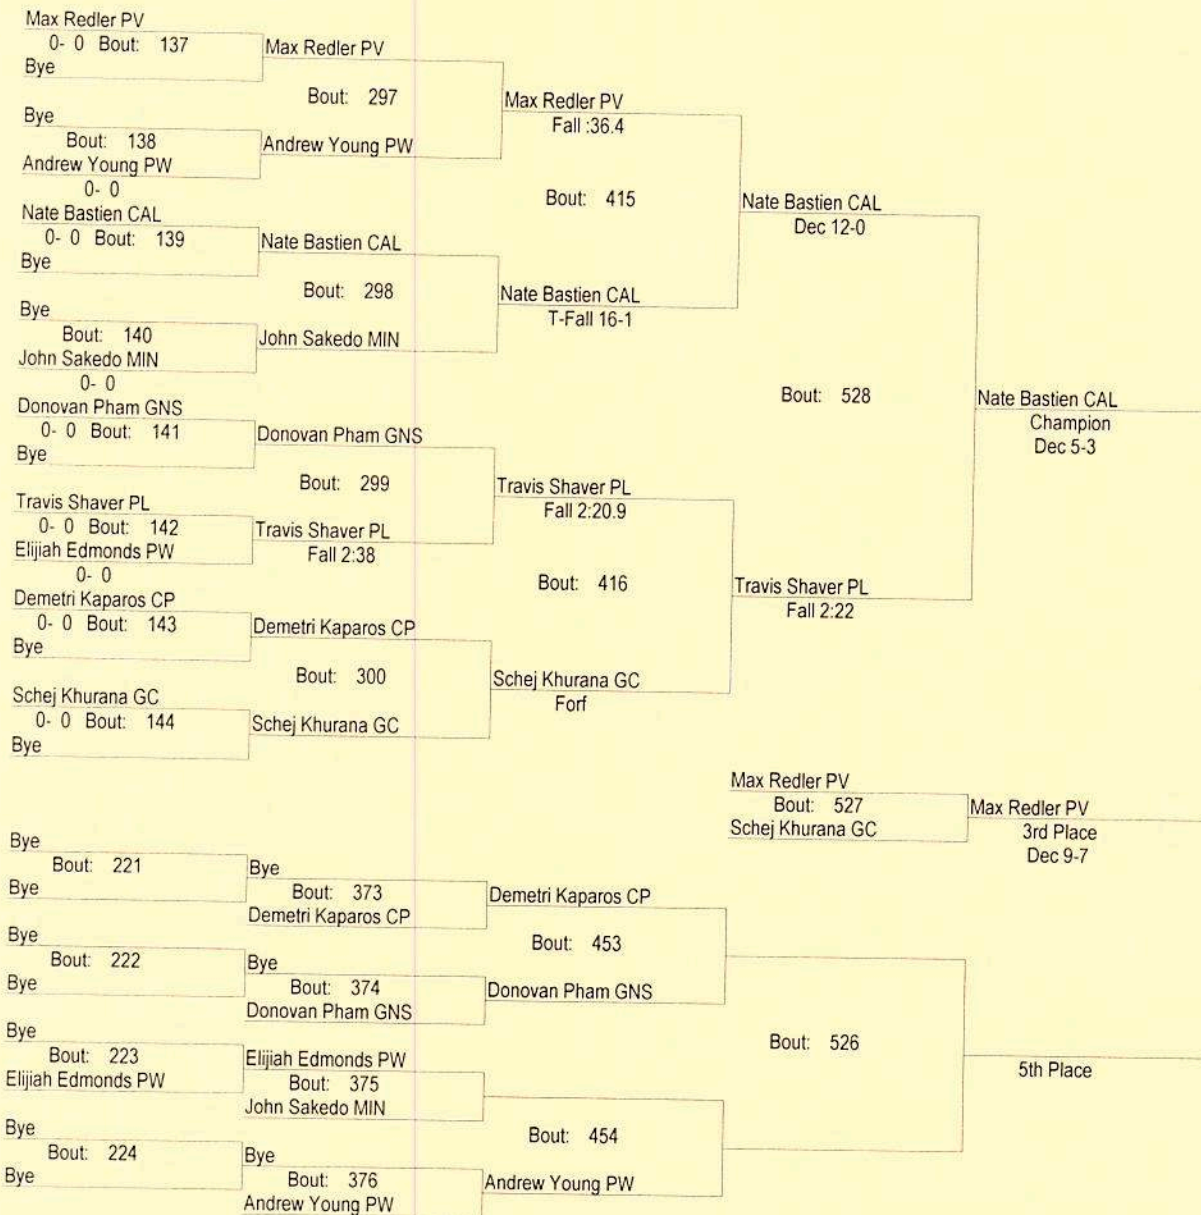 Max Redler PV
0- 0 Bout: 137
Bye
Max Redler PV
Bout: 297
Bye
Bout: 138
Andrew Young PW
0- 0
Andrew Young PW
Max Redler PV
Fall :36.4
Bout: 415
Nate Bastien CAL
0- 0 Bout: 139
Bye
Nate Bastien CAL
Bout: 298
Bye
Bout: 140
John Sakedo MIN
0- 0
John Sakedo MIN
Nate Bastien CAL
T-Fall 16-1
Nate Bastien CAL
Dec 12-0
Bout: 528
Nate Bastien CAL
Champion
Dec 5-3
Donovan Pham GNS
0- 0 Bout: 141
Bye
Donovan Pham GNS
Bout: 299
Travis Shaver PL
0- 0 Bout: 142
Elijiah Edmonds PW
0- 0
Travis Shaver PL
Fall 2:38
Travis Shaver PL
Fall 2:20.9
Bout: 416
Demetri Kaparos CP
0- 0 Bout: 143
Bye
Demetri Kaparos CP
Bout: 300
Schej Khurana GC
0- 0 Bout: 144
Bye
Schej Khurana GC
Schej Khurana GC
Forf
Travis Shaver PL
Fall 2:22
Max Redler PV
Bout: 527
Schej Khurana GC
Max Redler PV
3rd Place
Dec 9-7
Bye
Bout: 221
Bye
Bye
Bout: 373
Demetri Kaparos CP
Demetri Kaparos CP
Bout: 453
Bye
Bout: 222
Bye
Bye
Bout: 374
Donovan Pham GNS
Donovan Pham GNS
Bout: 526
5th Place
Bye
Bout: 223
Elijiah Edmonds PW
Elijiah Edmonds PW
Bout: 375
John Sakedo MIN
Bout: 454
Bye
Bout: 224
Bye
Bye
Bout: 376
Andrew Young PW
Andrew Young PW